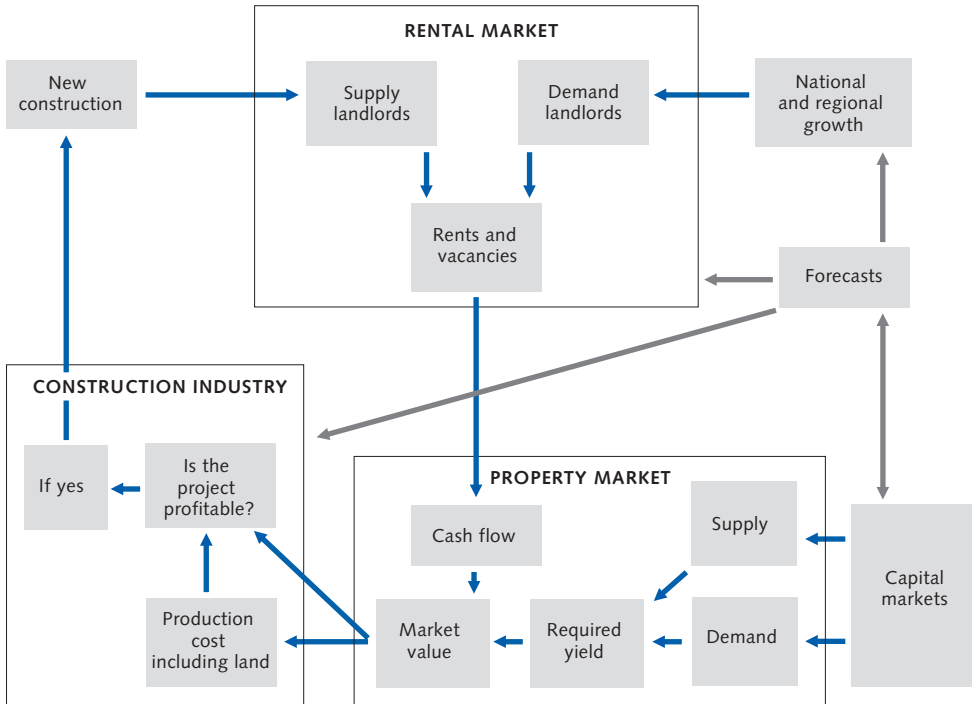 RENTAL MARKET
New
construction
Supply
landlords
Demand
landlords
National
and regional
growth
Rents and
vacancies
Forecasts
CONSTRUCTION INDUSTRY
If yes
Is the
project
profitable?
Production
cost
including land
PROPERTY MARKET
Cash flow
Supply
Market
value
Required
yield
Demand
Capital
markets